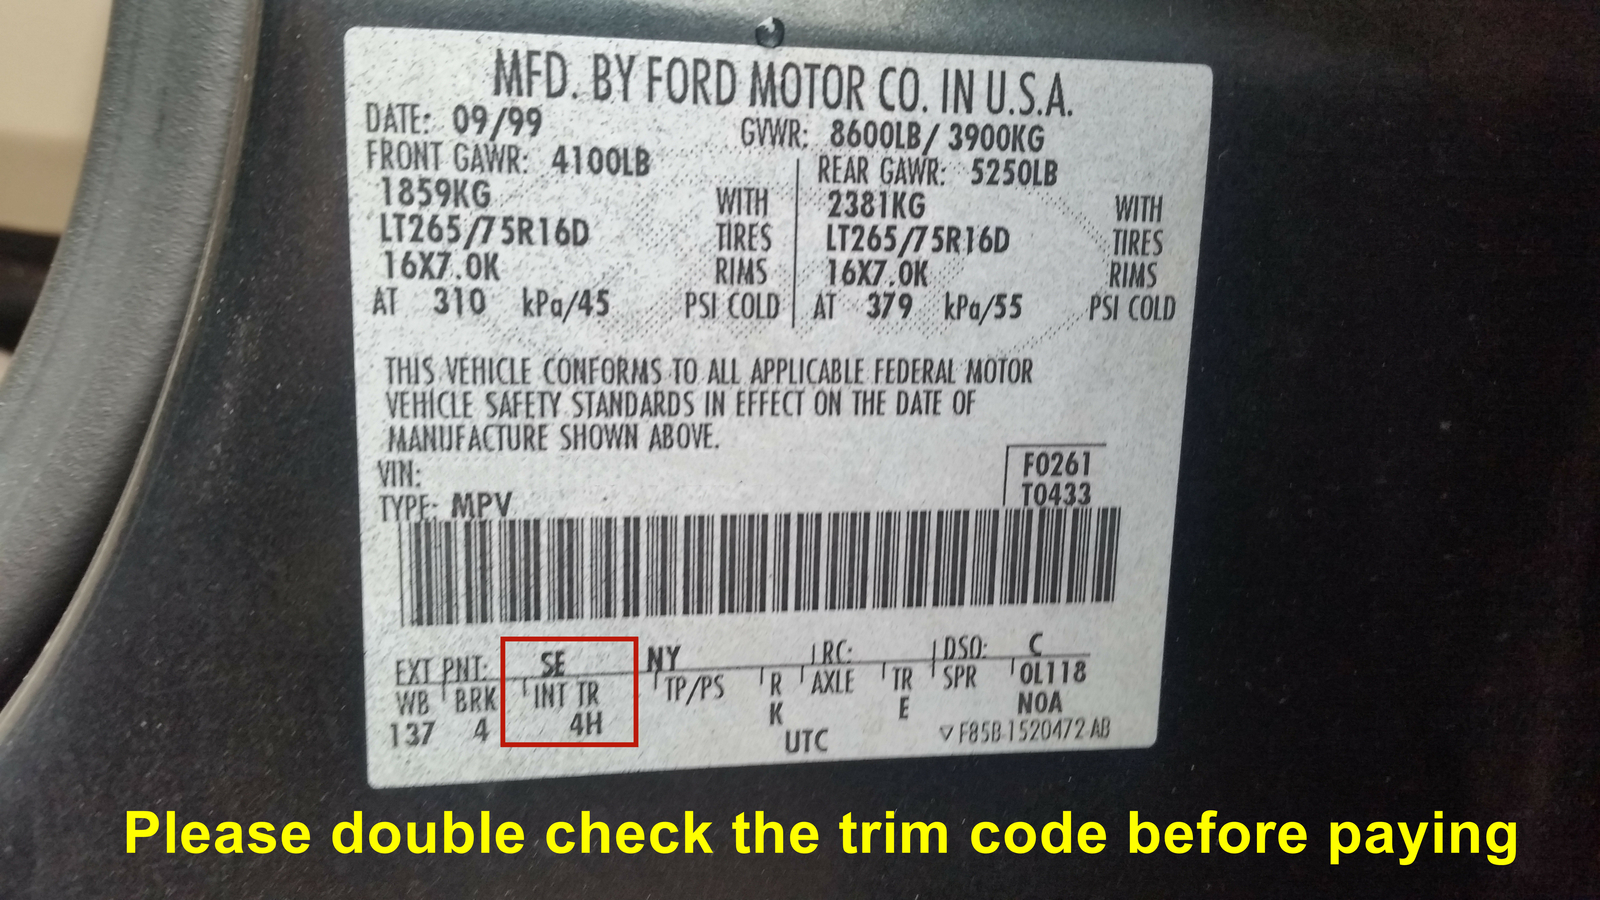 MFD. BY FORD MOTOR CO. IN U.S.A.
DATE: 09/99 GVWR: 8600LB/ 3900KG
FRONT GAWR: 4100LB REAR GAWR: 5250LB
1859KG WITH 2381KG WITH
LT265/75R16D TIRES LT265/75R16D TIRES
16X7.0K RIMS 16X7.0K RIMS
AT 310 kPa/45 PSI COLD AT 379 kPa/55 PSI COLD
THIS VEHICLE CONFORMS TO ALL APPLICABLE FEDERAL MOTOR
VEHICLE SAFETY STANDARDS IN EFFECT ON THE DATE OF
MANUFACTURE SHOWN ABOVE.
VIN: F0261
TYPE: MPV T0433
EXT PNT: SE NY RC: DSO: C
WB BRK INT TR TP/PS R AXLE TR SPR OL118
137 4 4H K E NOA
UTC ▽ F85B-1520472-AB
Please double check the trim code before paying